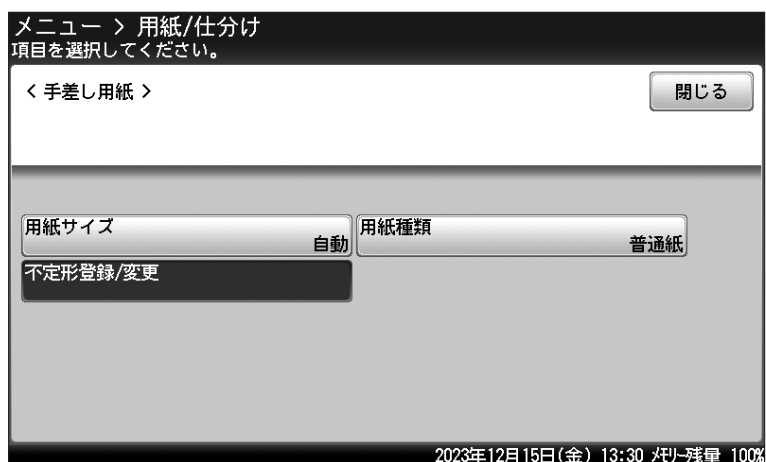 メニュー > 用紙/仕分け
項目を選択してください。
< 手差し用紙 >
閉じる
用紙サイズ
自動
用紙種類
普通紙
不定形登録/変更
2023年12月15日(金) 13:30 ﾒﾓﾘｰ残量 100%